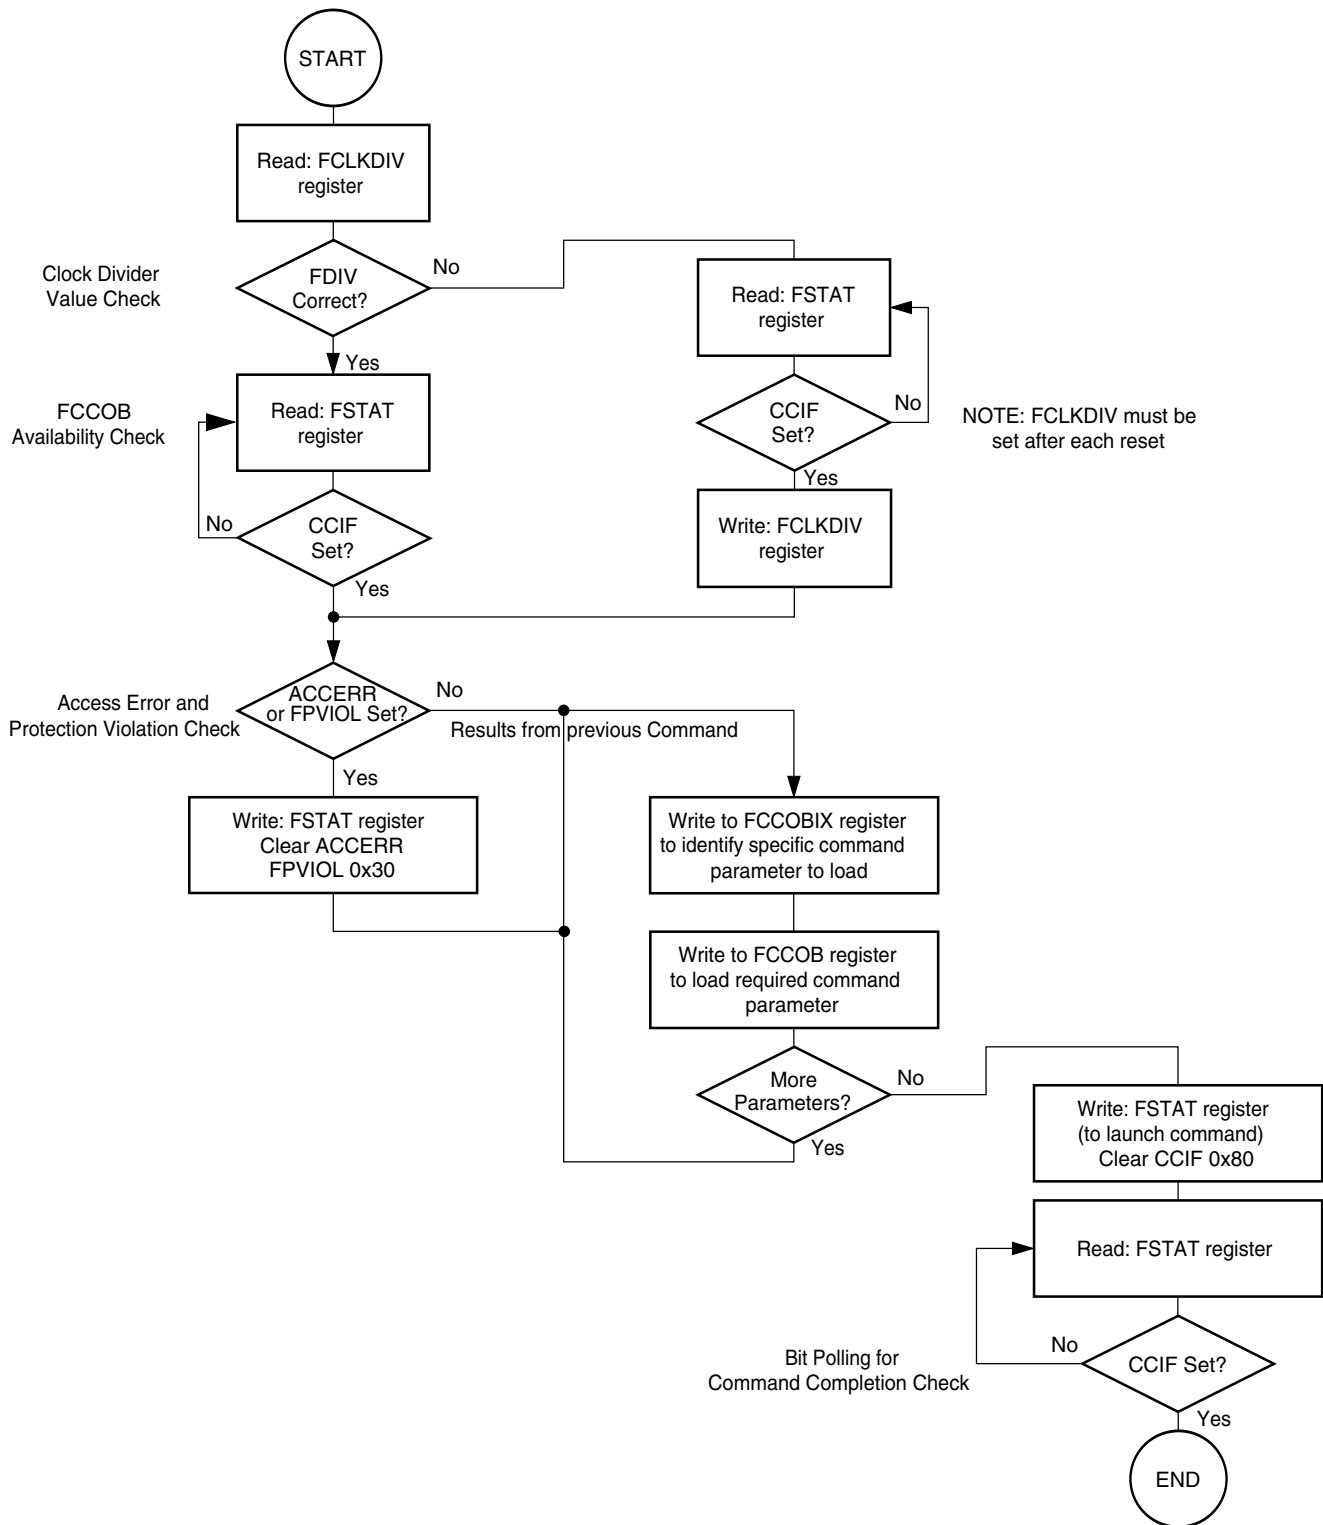 START
Read: FCLKDIV
register
Clock Divider
Value Check
FDIV
Correct?
No
Yes
Read: FSTAT
register
CCIF
Set?
No
Yes
NOTE: FCLKDIV must be
set after each reset
Write: FCLKDIV
register
FCCOB
Availability Check
Read: FSTAT
register
No
CCIF
Set?
Yes
Access Error and
Protection Violation Check
ACCERR
or FPVIOL Set?
No
Results from previous Command
Yes
Write: FSTAT register
Clear ACCERR
FPVIOL 0x30
Write to FCCOBIX register
to identify specific command
parameter to load
Write to FCCOB register
to load required command
parameter
More
Parameters?
No
Yes
Write: FSTAT register
(to launch command)
Clear CCIF 0x80
Read: FSTAT register
Bit Polling for
Command Completion Check
No
CCIF Set?
Yes
END